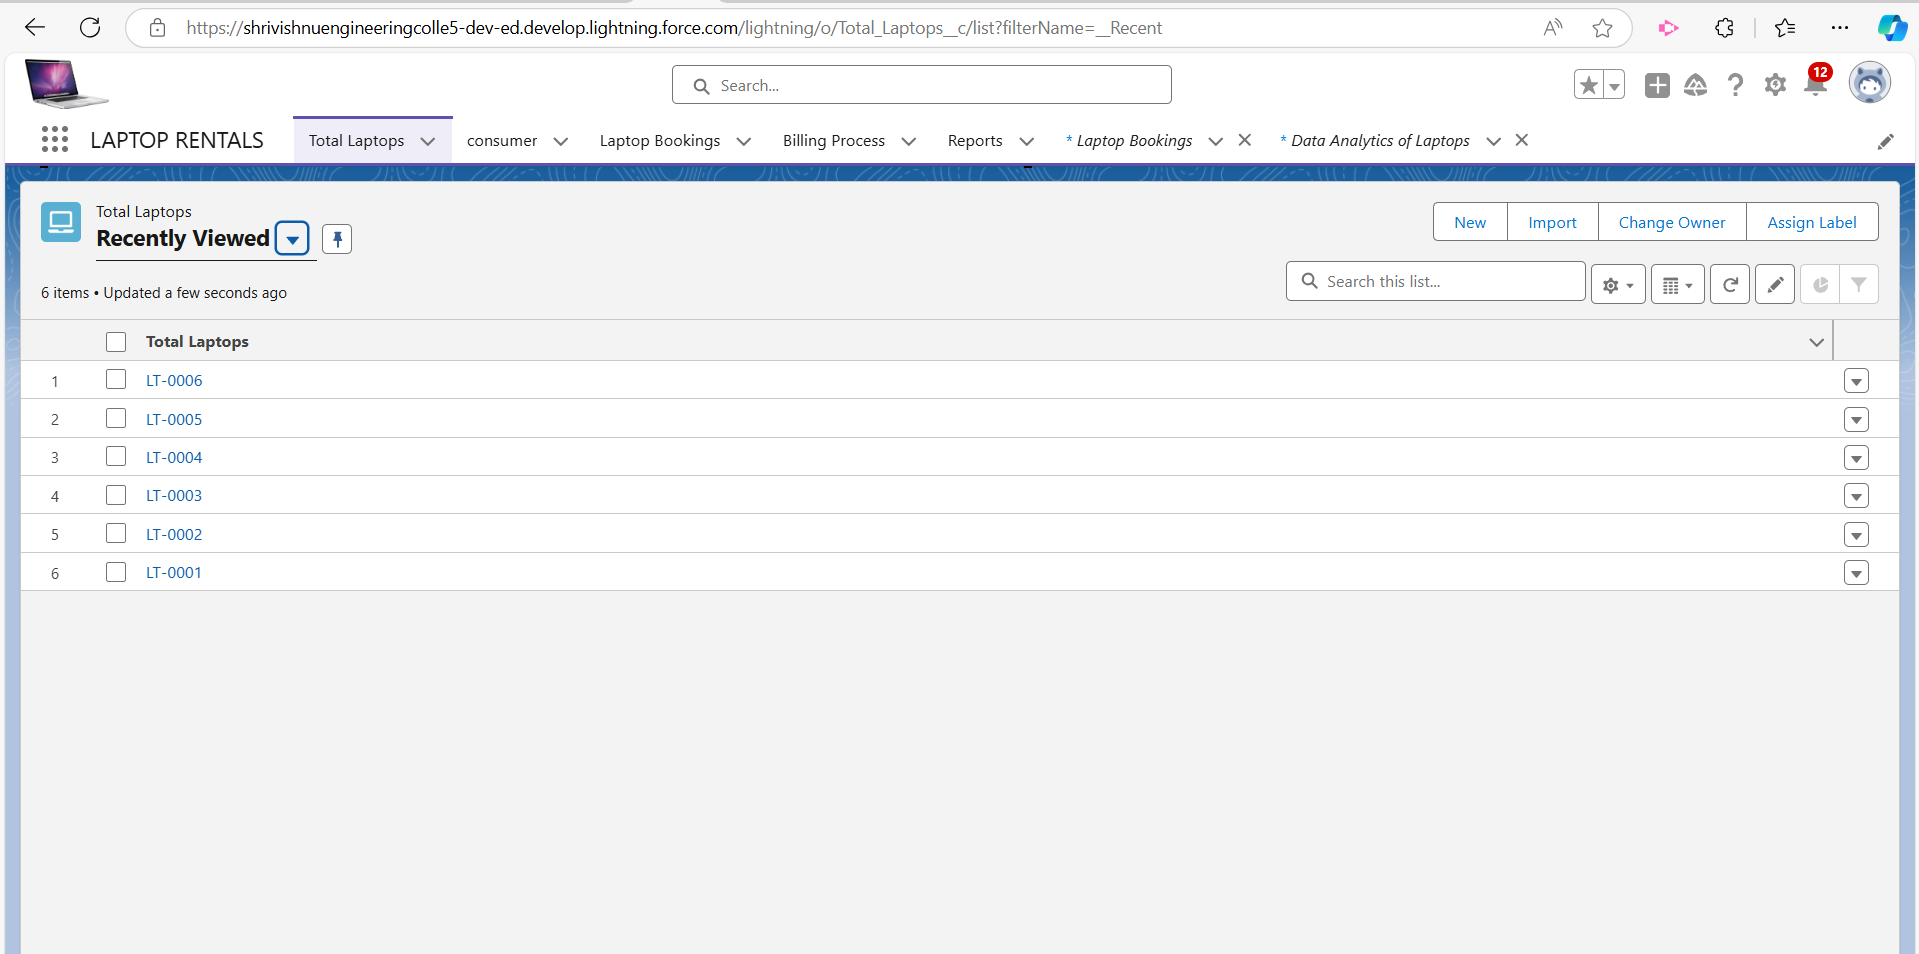 https://shrivishnuengineeringcolle5-dev-ed.develop.lightning.force.com/lightning/o/Total_Laptops__c/list?filterName=__Recent
Search...
12
LAPTOP RENTALS
Total Laptops
consumer
Laptop Bookings
Billing Process
Reports
* Laptop Bookings
* Data Analytics of Laptops
Total Laptops
Recently Viewed
New
Import
Change Owner
Assign Label
6 items • Updated a few seconds ago
Search this list...
Total Laptops
1 LT-0006
2 LT-0005
3 LT-0004
4 LT-0003
5 LT-0002
6 LT-0001